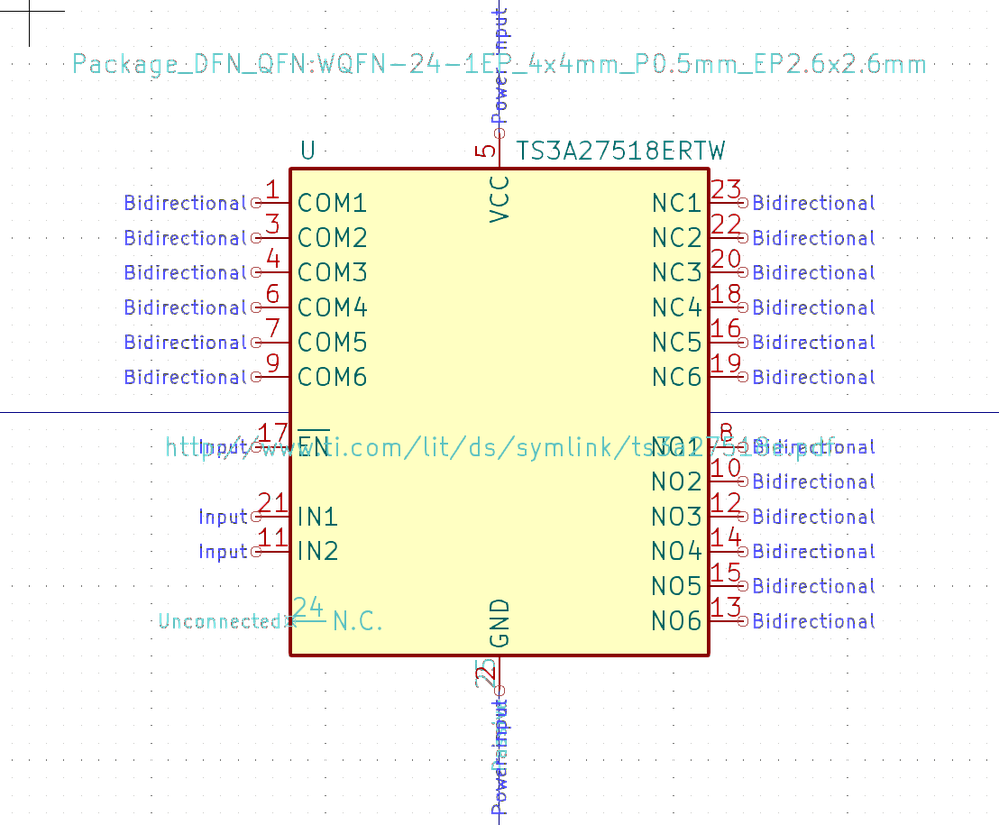 Power input
Package_DFN_QFN:WQFN-24-1EP_4x4mm_P0.5mm_EP2.6x2.6mm
U 5 TS3A27518ERTW
VCC
Bidirectional 1 COM1 NC1 23 Bidirectional
Bidirectional 3 COM2 NC2 22 Bidirectional
Bidirectional 4 COM3 NC3 20 Bidirectional
Bidirectional 6 COM4 NC4 18 Bidirectional
Bidirectional 7 COM5 NC5 16 Bidirectional
Bidirectional 9 COM6 NC6 19 Bidirectional
Input 17 EN NO1 8 Bidirectional
http://www.ti.com/lit/ds/symlink/ts3a27518e.pdf
NO2 10 Bidirectional
Input 21 IN1 NO3 12 Bidirectional
Input 11 IN2 NO4 14 Bidirectional
NO5 15 Bidirectional
Unconnected 24 N.C. GND NO6 13 Bidirectional
2
25
Power input
Passive